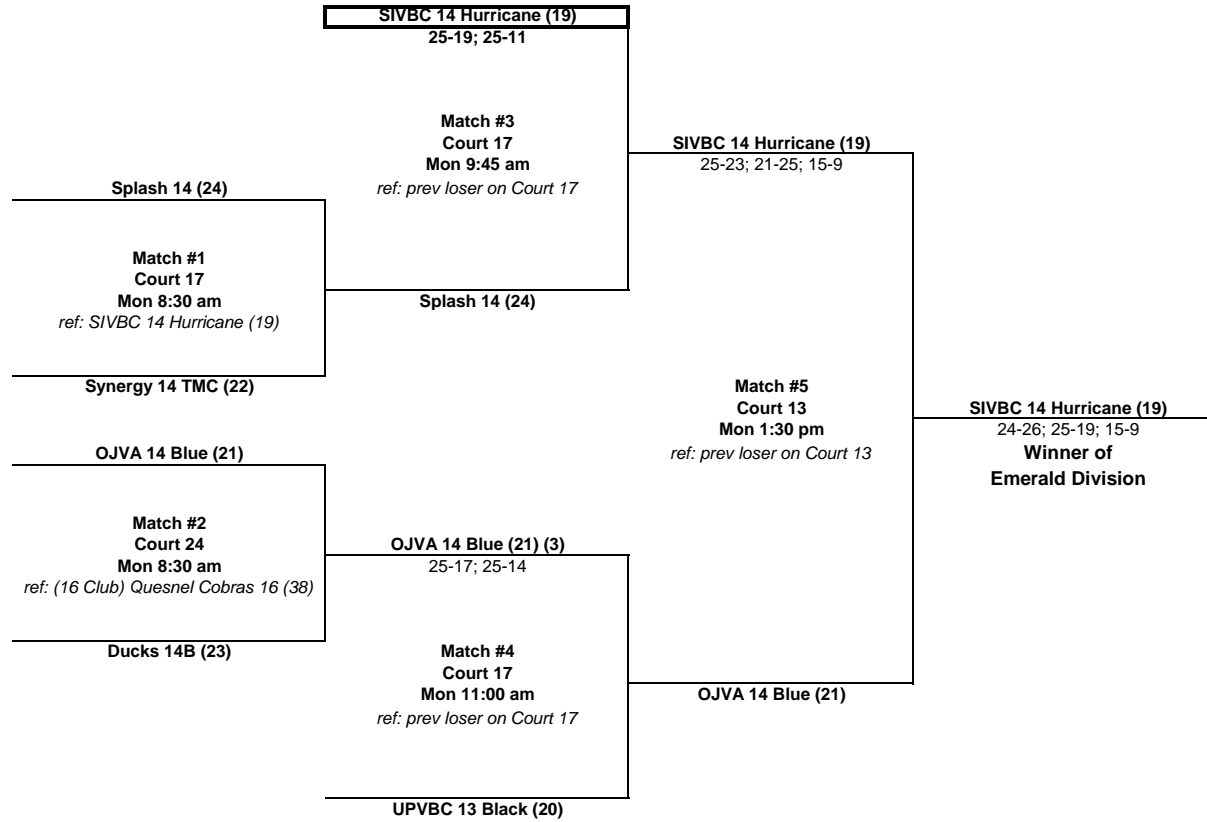 SIVBC 14 Hurricane (19)
25-19; 25-11
Match #3
Court 17
Mon 9:45 am
ref: prev loser on Court 17
SIVBC 14 Hurricane (19)
25-23; 21-25; 15-9
Splash 14 (24)
Match #1
Court 17
Mon 8:30 am
ref: SIVBC 14 Hurricane (19)
Splash 14 (24)
Synergy 14 TMC (22)
Match #5
Court 13
Mon 1:30 pm
ref: prev loser on Court 13
SIVBC 14 Hurricane (19)
24-26; 25-19; 15-9
Winner of
Emerald Division
OJVA 14 Blue (21)
Match #2
Court 24
Mon 8:30 am
ref: (16 Club) Quesnel Cobras 16 (38)
OJVA 14 Blue (21) (3)
25-17; 25-14
Ducks 14B (23)
Match #4
Court 17
Mon 11:00 am
ref: prev loser on Court 17
OJVA 14 Blue (21)
UPVBC 13 Black (20)